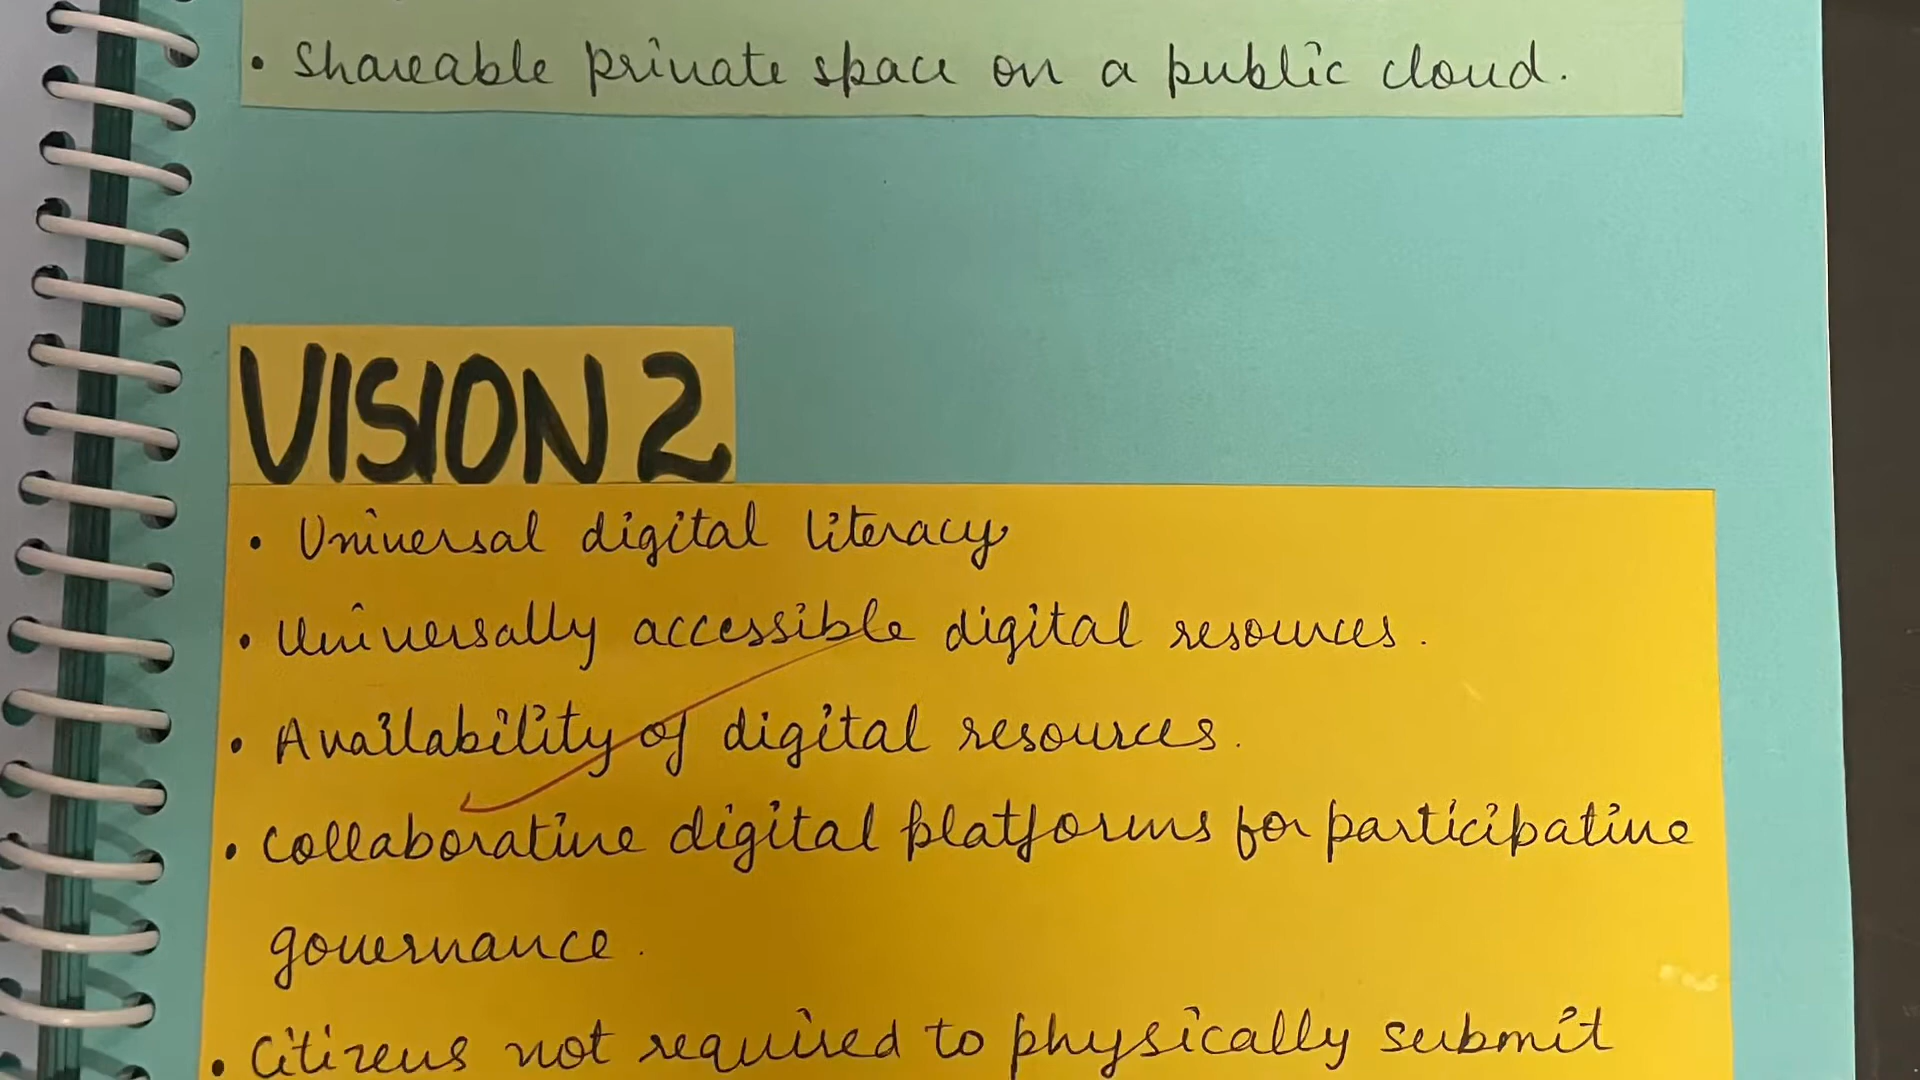 • Shareable private space on a public cloud.
VISION 2
• Universal digital literacy
• Universally accessible digital resources.
• Availability of digital resources.
• Collaborative digital platforms for participative
governance.
• Citizens not required to physically submit